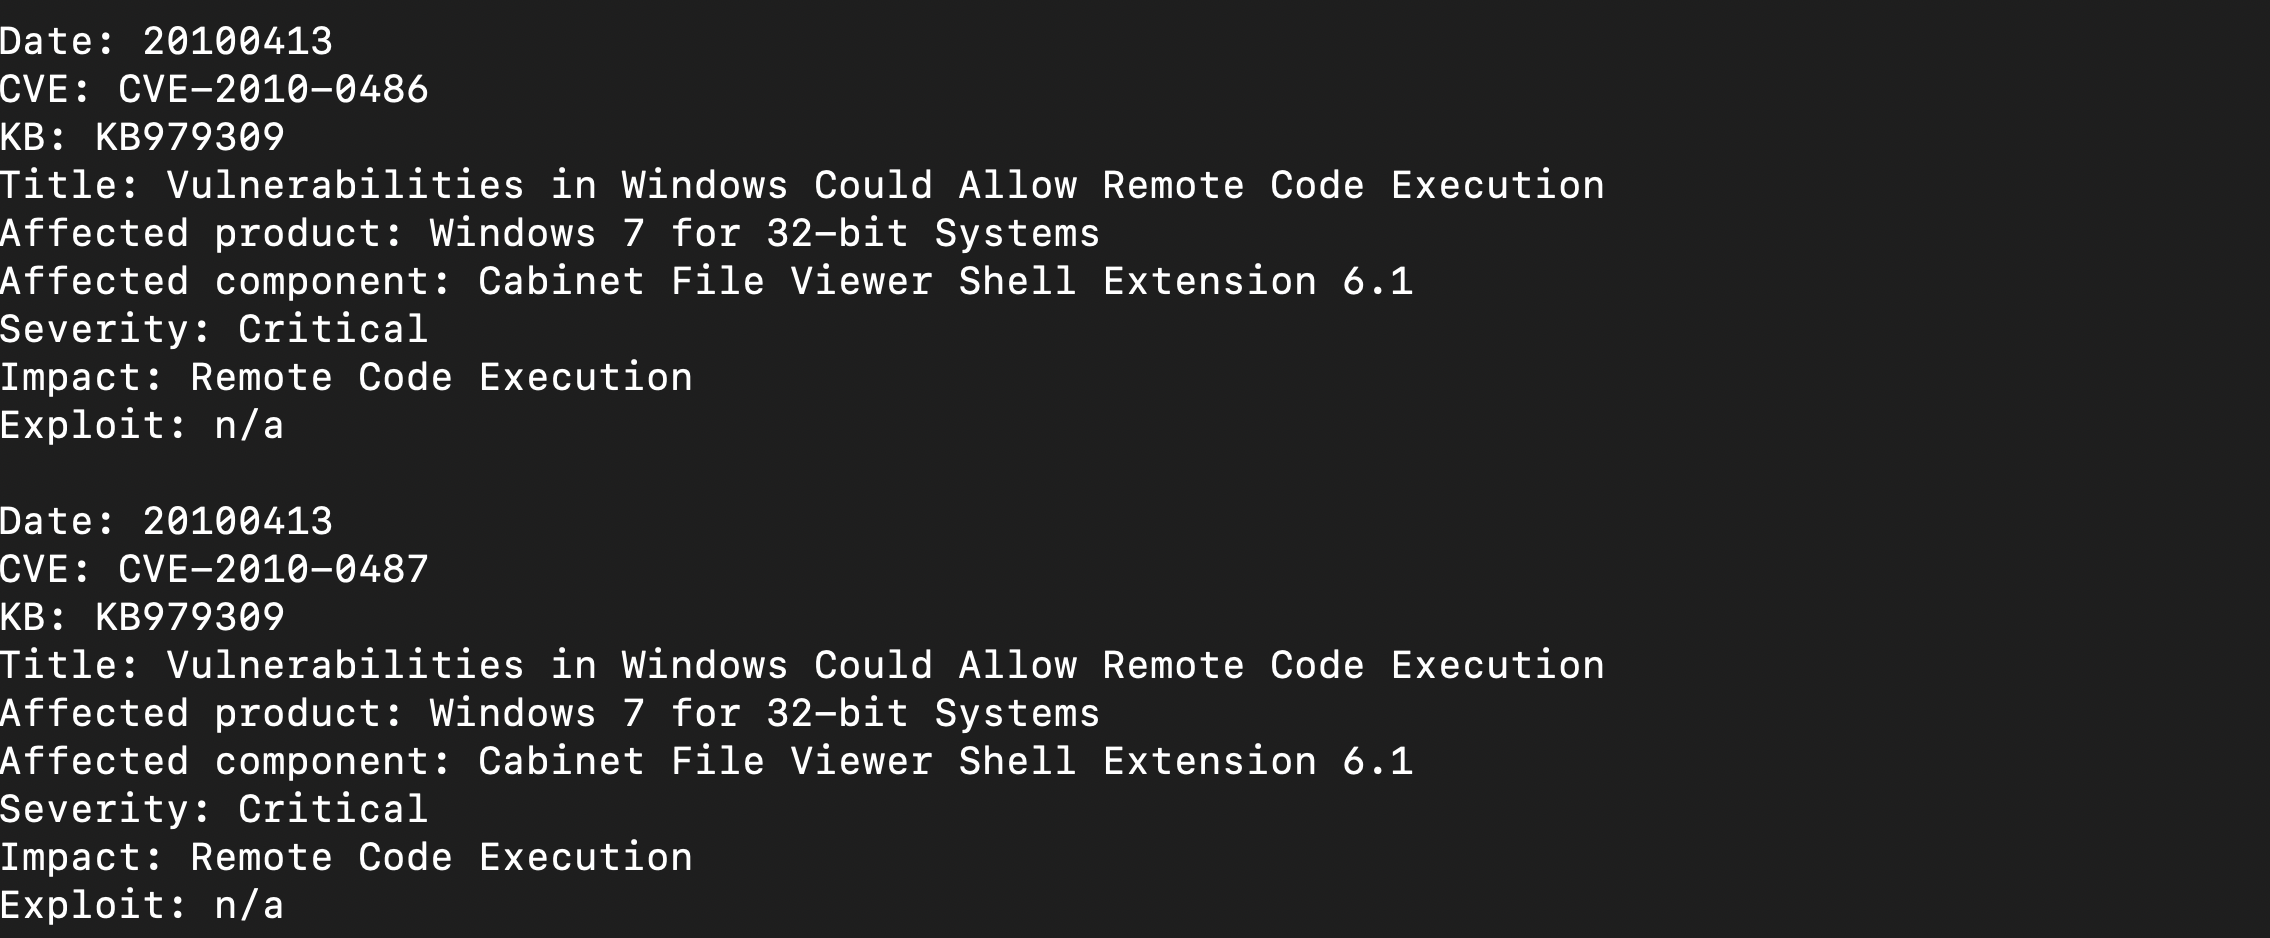 Date: 20100413
CVE: CVE-2010-0486
KB: KB979309
Title: Vulnerabilities in Windows Could Allow Remote Code Execution
Affected product: Windows 7 for 32-bit Systems
Affected component: Cabinet File Viewer Shell Extension 6.1
Severity: Critical
Impact: Remote Code Execution
Exploit: n/a

Date: 20100413
CVE: CVE-2010-0487
KB: KB979309
Title: Vulnerabilities in Windows Could Allow Remote Code Execution
Affected product: Windows 7 for 32-bit Systems
Affected component: Cabinet File Viewer Shell Extension 6.1
Severity: Critical
Impact: Remote Code Execution
Exploit: n/a